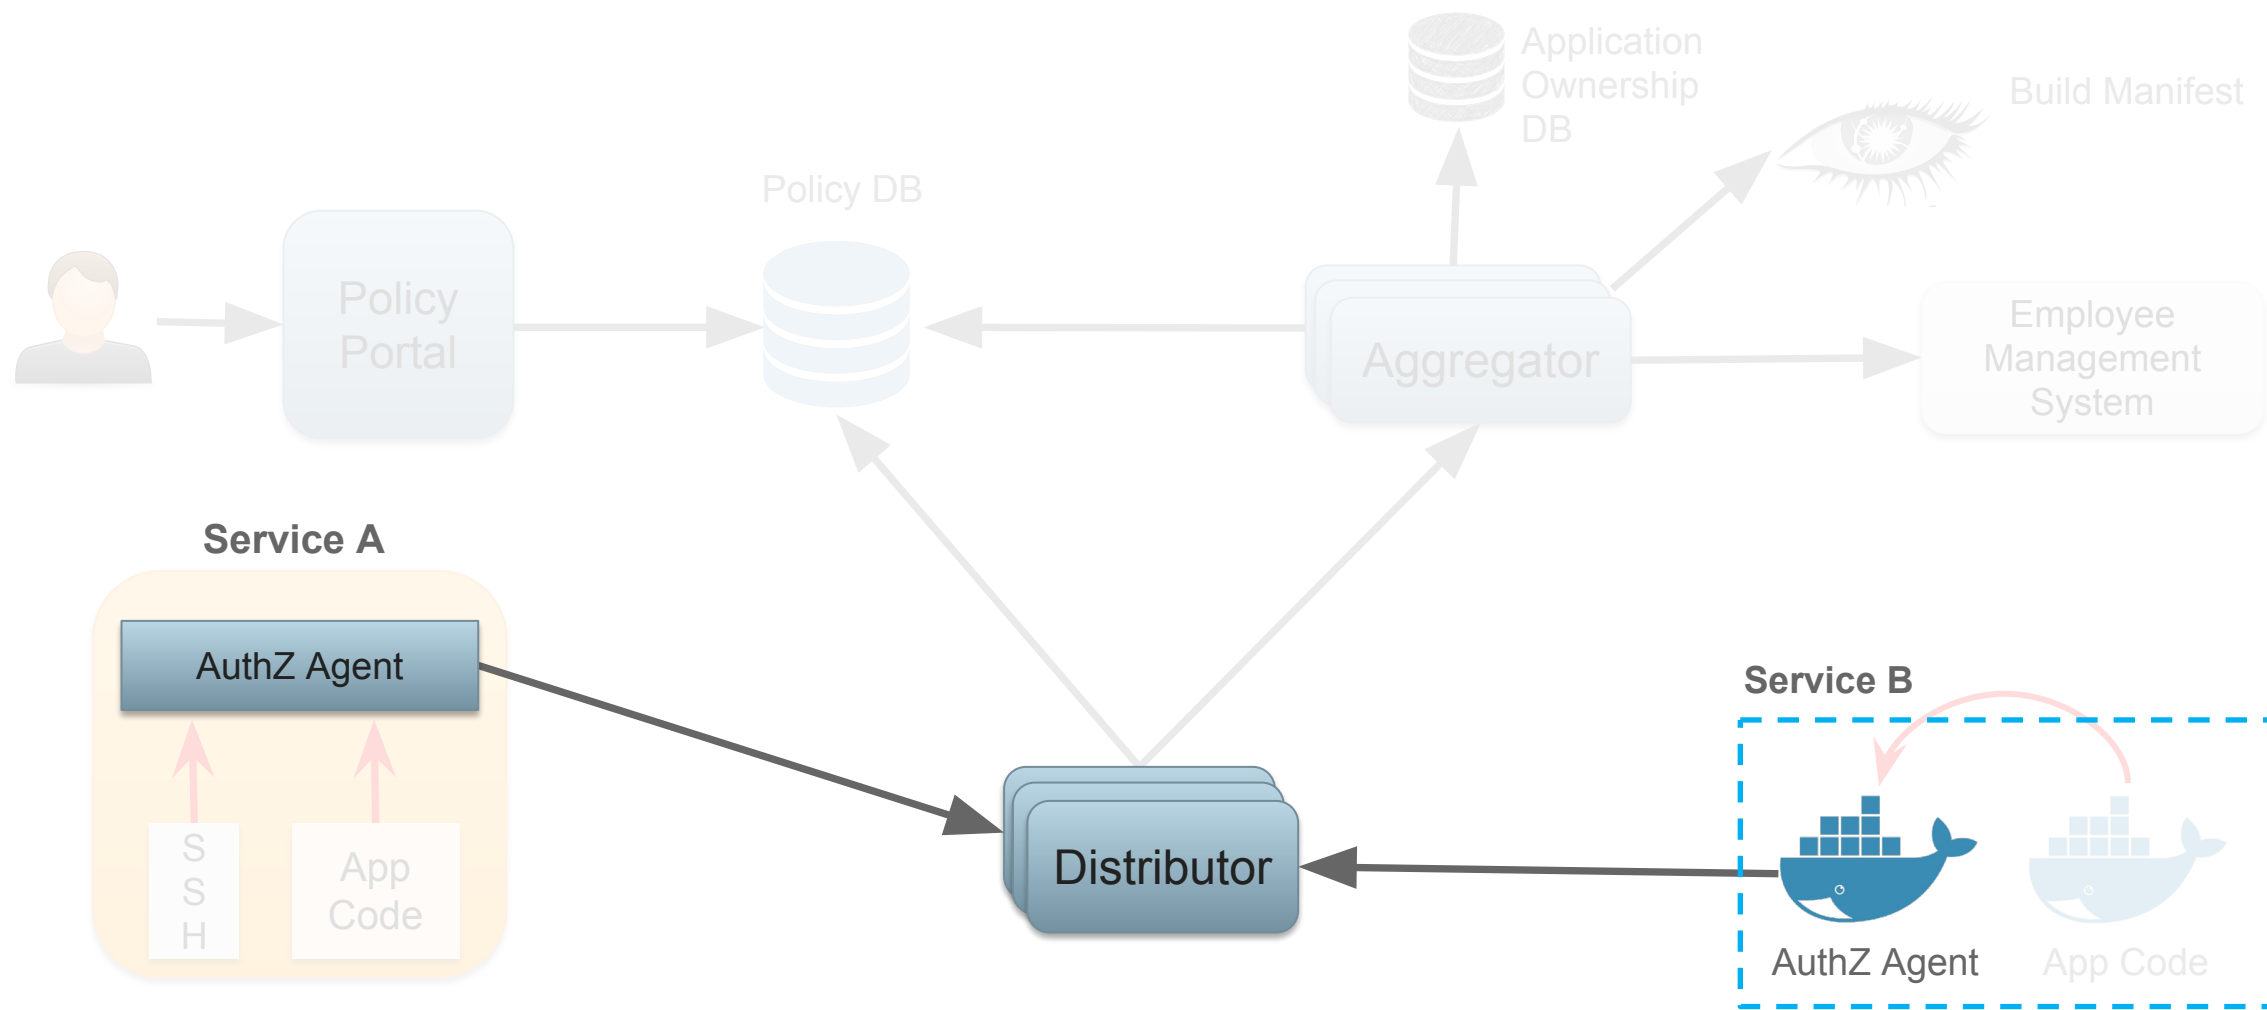 Application
Ownership
DB
Build Manifest
Policy DB
Policy
Portal
Aggregator
Employee
Management
System
Service A
AuthZ Agent
S
S
H
App
Code
Distributor
Service B
AuthZ Agent
App Code